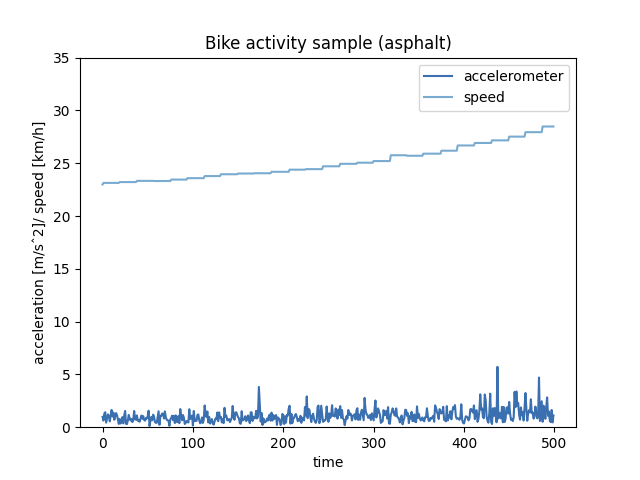 Bike activity sample (asphalt)
accelerometer
speed
35
30
25
20
15
10
5
0
acceleration [m/s^2]/ speed [km/h]
0 100 200 300 400 500
time